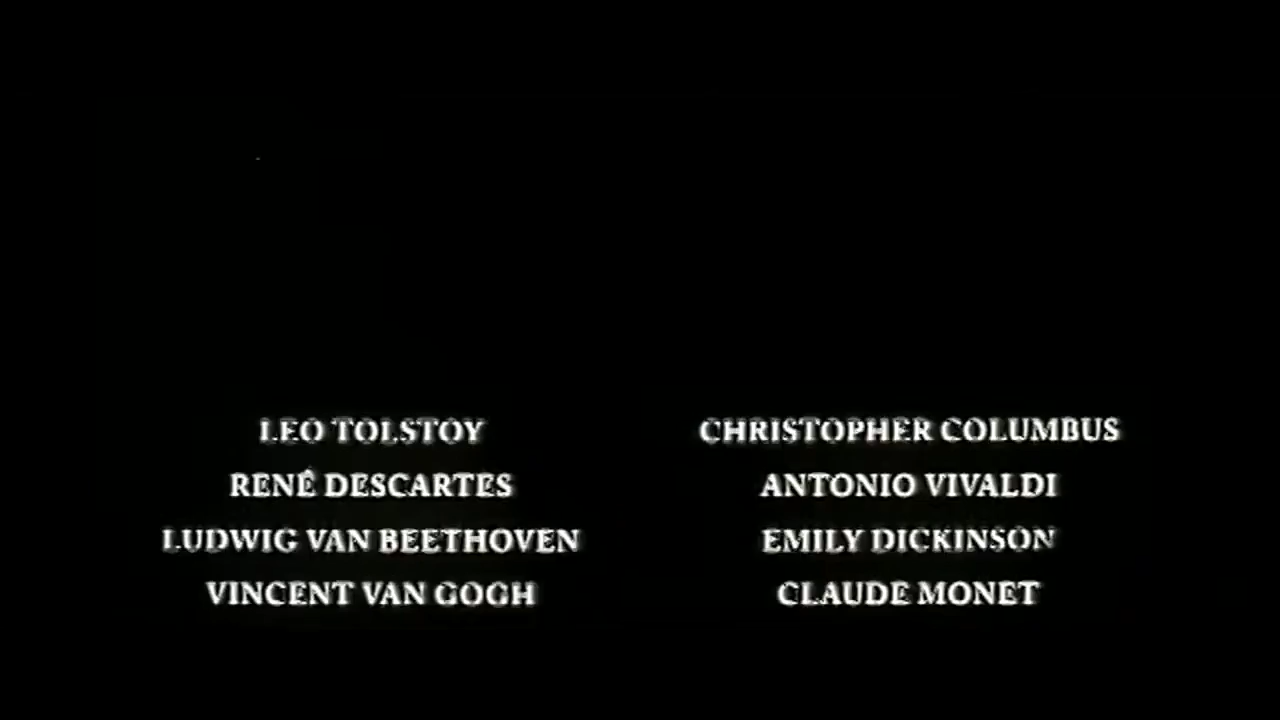 LEO TOLSTOY
RENÉ DESCARTES
LUDWIG VAN BEETHOVEN
VINCENT VAN GOGH
CHRISTOPHER COLUMBUS
ANTONIO VIVALDI
EMILY DICKINSON
CLAUDE MONET